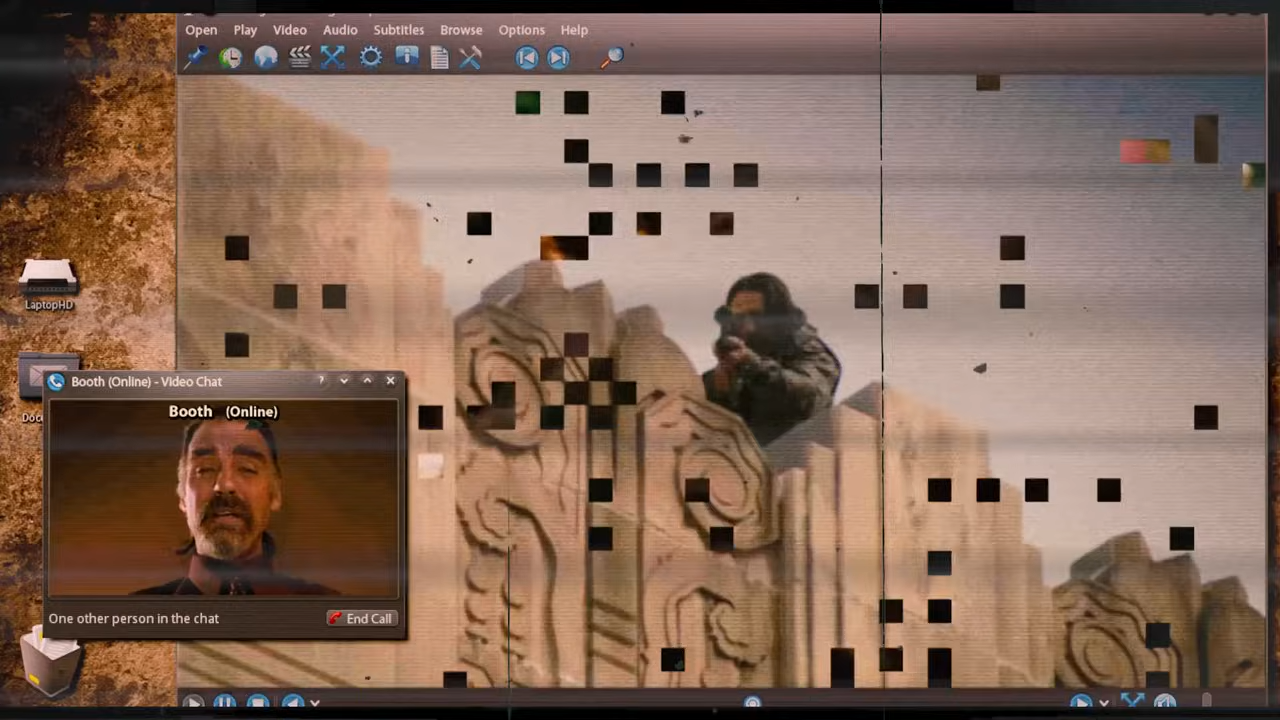 Open Play Video Audio Subtitles Browse Options Help
LaptopHD
Booth (Online) - Video Chat
Booth (Online)
One other person in the chat
End Call